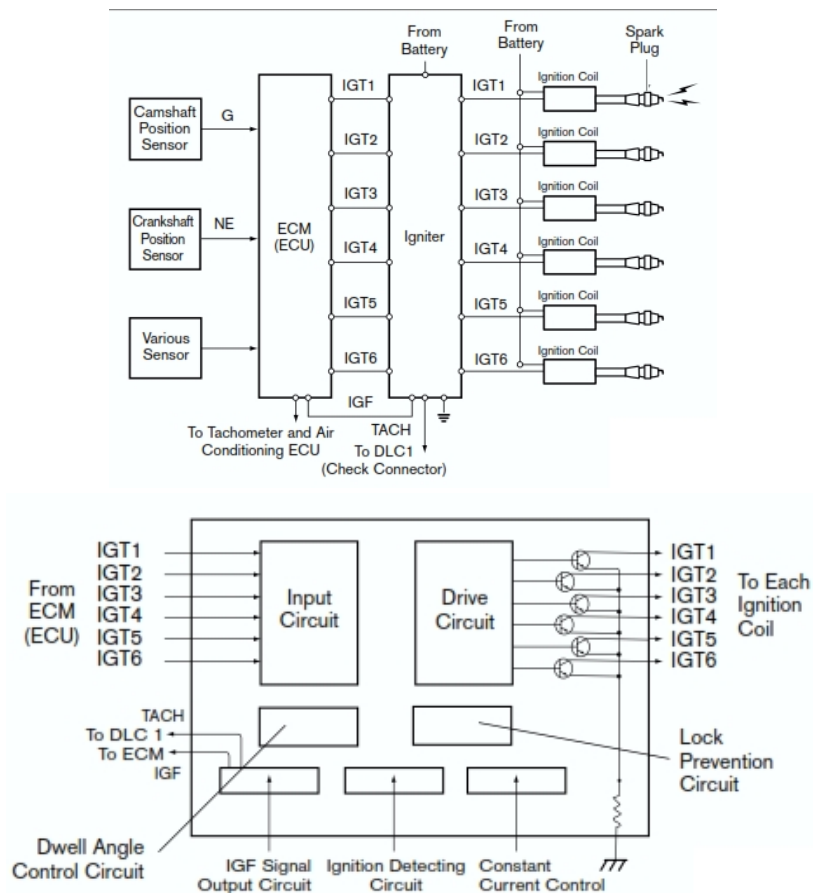 From
Battery
From
Battery
Spark
Plug
IGT1
IGT1
Ignition Coil
Camshaft
Position
Sensor
G
IGT2
IGT2
Ignition Coil
IGT3
IGT3
Ignition Coil
Crankshaft
Position
Sensor
NE
ECM
(ECU)
Igniter
IGT4
IGT4
Ignition Coil
IGT5
IGT5
Ignition Coil
Various
Sensor
IGT6
IGT6
Ignition Coil
IGF
To Tachometer and Air
Conditioning ECU
TACH
To DLC1
(Check Connector)
From
ECM
(ECU)
IGT1
IGT2
IGT3
IGT4
IGT5
IGT6
Input
Circuit
Drive
Circuit
IGT1
IGT2
IGT3
IGT4
IGT5
IGT6
To Each
Ignition
Coil
TACH
To DLC 1
To ECM
IGF
Lock
Prevention
Circuit
Dwell Angle
Control Circuit
IGF Signal
Output Circuit
Ignition Detecting
Circuit
Constant
Current Control